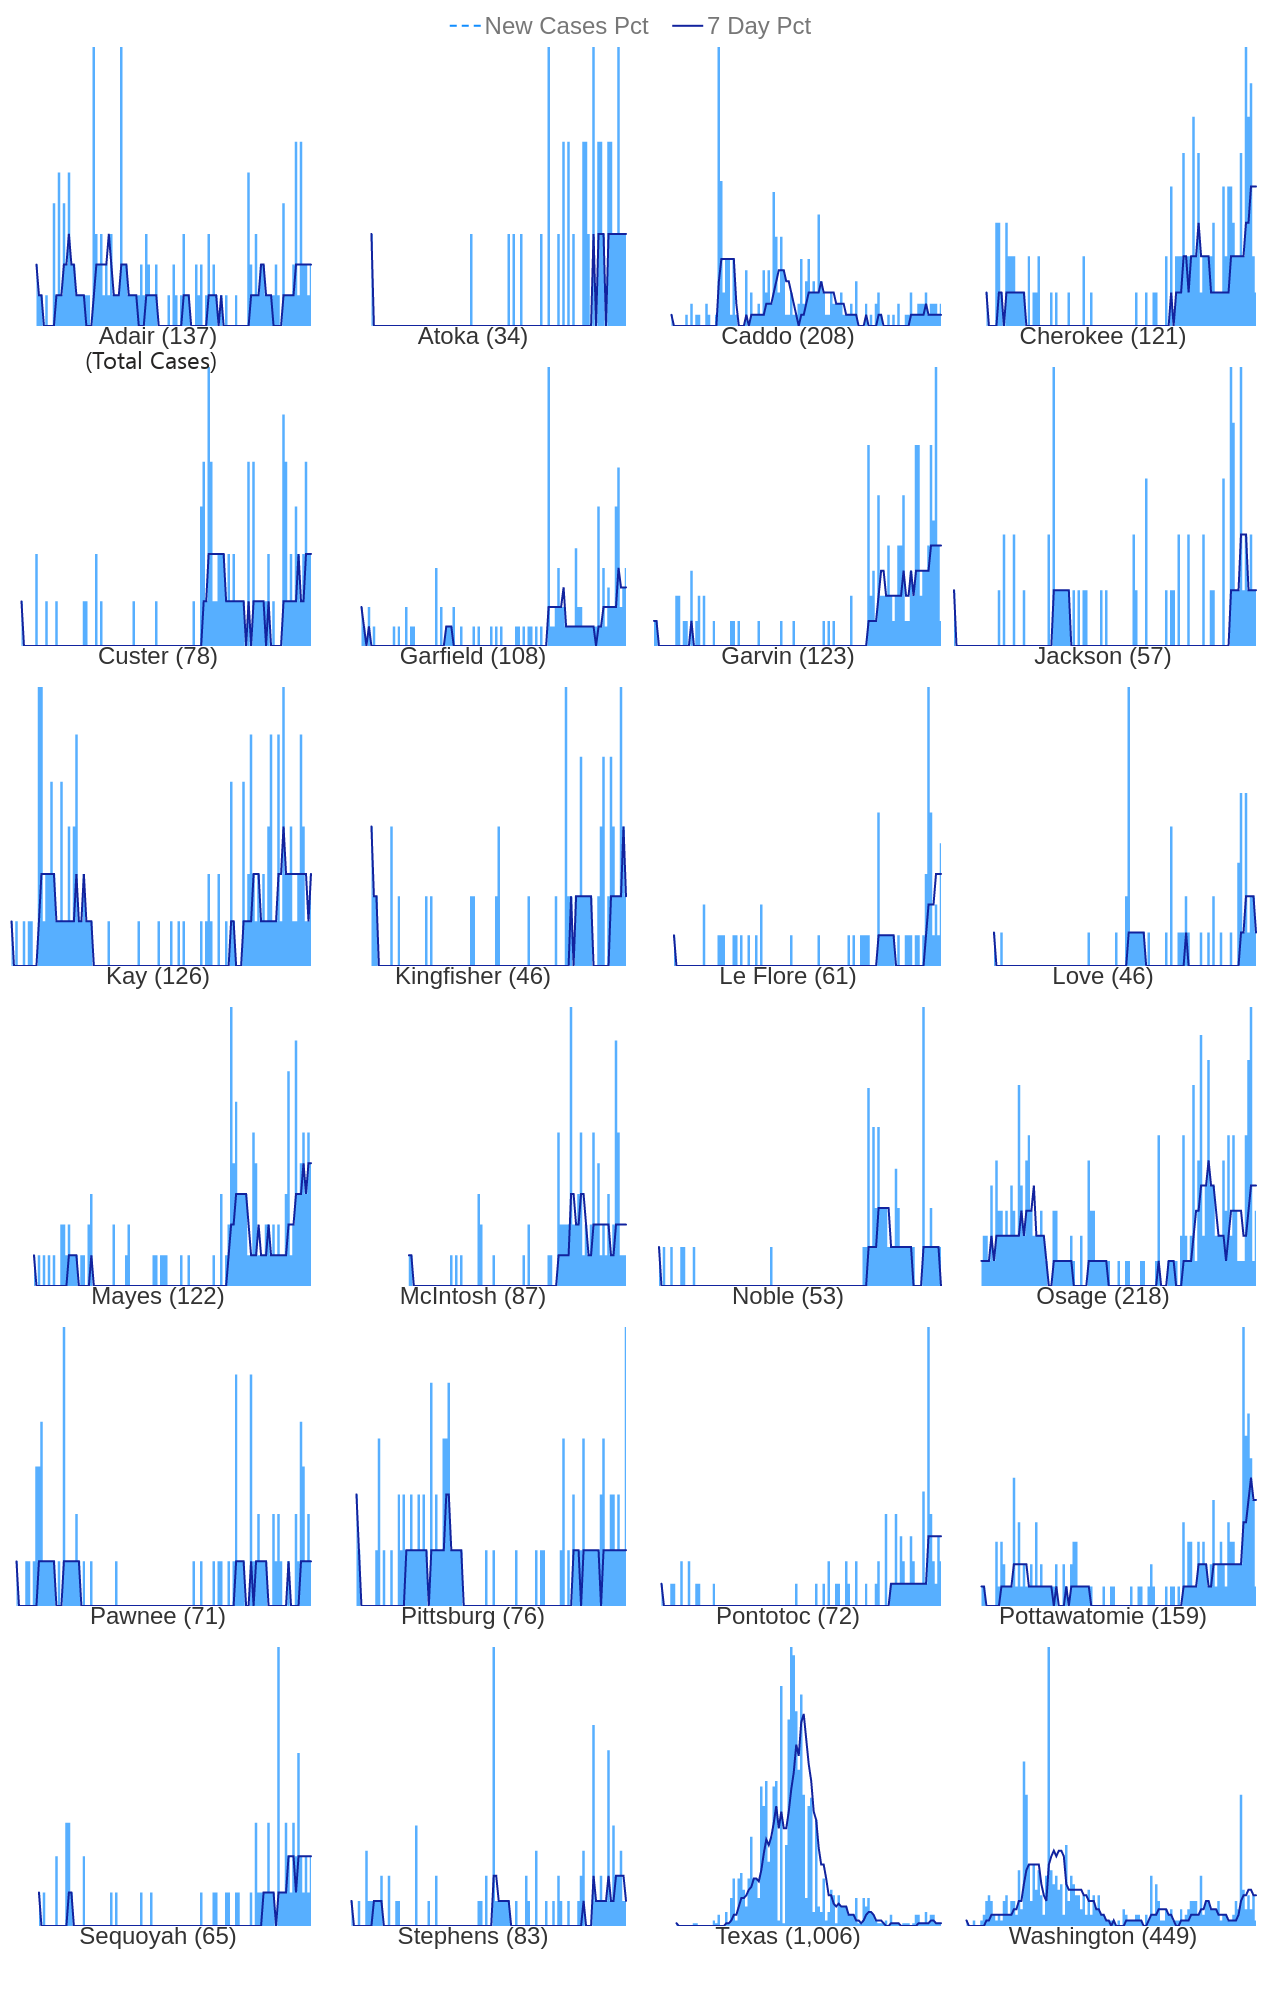 New Cases Pct 7 Day Pct
Adair (137) Atoka (34) Caddo (208) Cherokee (121)
(Total Cases)
Custer (78) Garfield (108) Garvin (123) Jackson (57)
Kay (126) Kingfisher (46) Le Flore (61) Love (46)
Mayes (122) McIntosh (87) Noble (53) Osage (218)
Pawnee (71) Pittsburg (76) Pontotoc (72) Pottawatomie (159)
Sequoyah (65) Stephens (83) Texas (1,006) Washington (449)